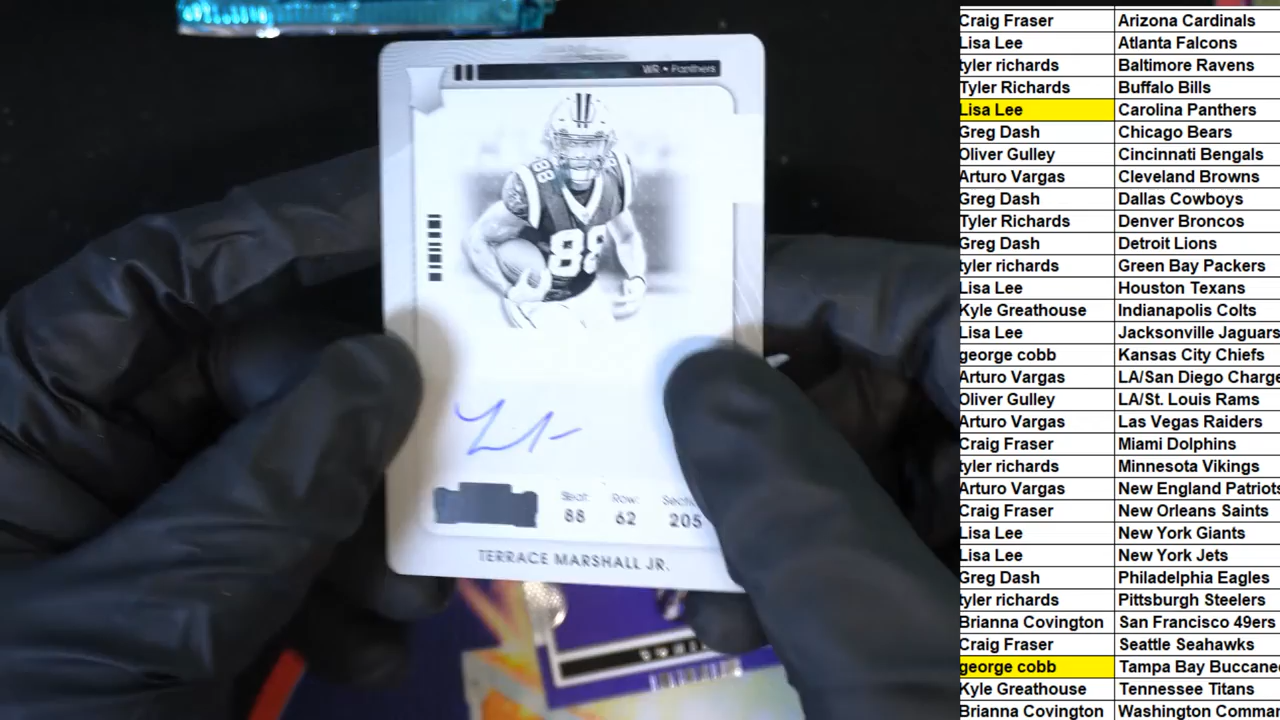 WR • Panthers
88
88
Seat Row
88 62 205
TERRACE MARSHALL JR.
Craig Fraser Arizona Cardinals
Lisa Lee Atlanta Falcons
tyler richards Baltimore Ravens
Tyler Richards Buffalo Bills
Lisa Lee Carolina Panthers
Greg Dash Chicago Bears
Oliver Gulley Cincinnati Bengals
Arturo Vargas Cleveland Browns
Greg Dash Dallas Cowboys
Tyler Richards Denver Broncos
Greg Dash Detroit Lions
tyler richards Green Bay Packers
Lisa Lee Houston Texans
Kyle Greathouse Indianapolis Colts
Lisa Lee Jacksonville Jaguars
george cobb Kansas City Chiefs
Arturo Vargas LA/San Diego Charge
Oliver Gulley LA/St. Louis Rams
Arturo Vargas Las Vegas Raiders
Craig Fraser Miami Dolphins
tyler richards Minnesota Vikings
Arturo Vargas New England Patriots
Craig Fraser New Orleans Saints
Lisa Lee New York Giants
Lisa Lee New York Jets
Greg Dash Philadelphia Eagles
tyler richards Pittsburgh Steelers
Brianna Covington San Francisco 49ers
Craig Fraser Seattle Seahawks
george cobb Tampa Bay Buccanee
Kyle Greathouse Tennessee Titans
Brianna Covington Washington Comman